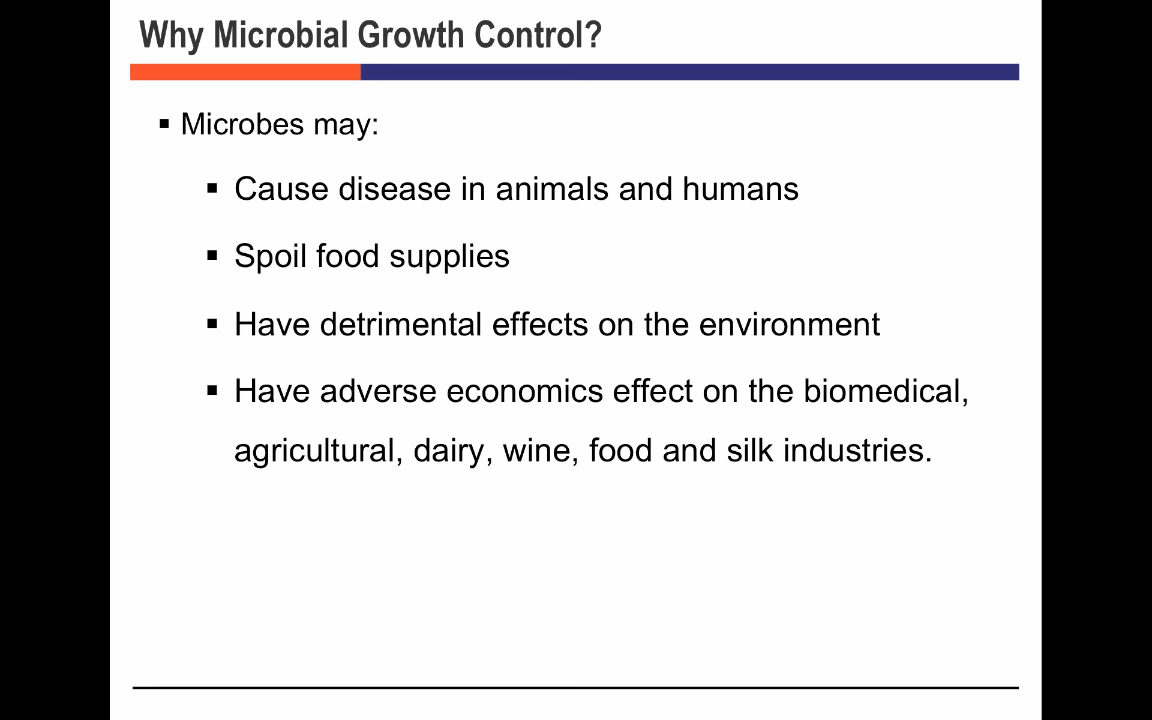 Why Microbial Growth Control?
▪ Microbes may:
▪ Cause disease in animals and humans
▪ Spoil food supplies
▪ Have detrimental effects on the environment
▪ Have adverse economics effect on the biomedical,
agricultural, dairy, wine, food and silk industries.